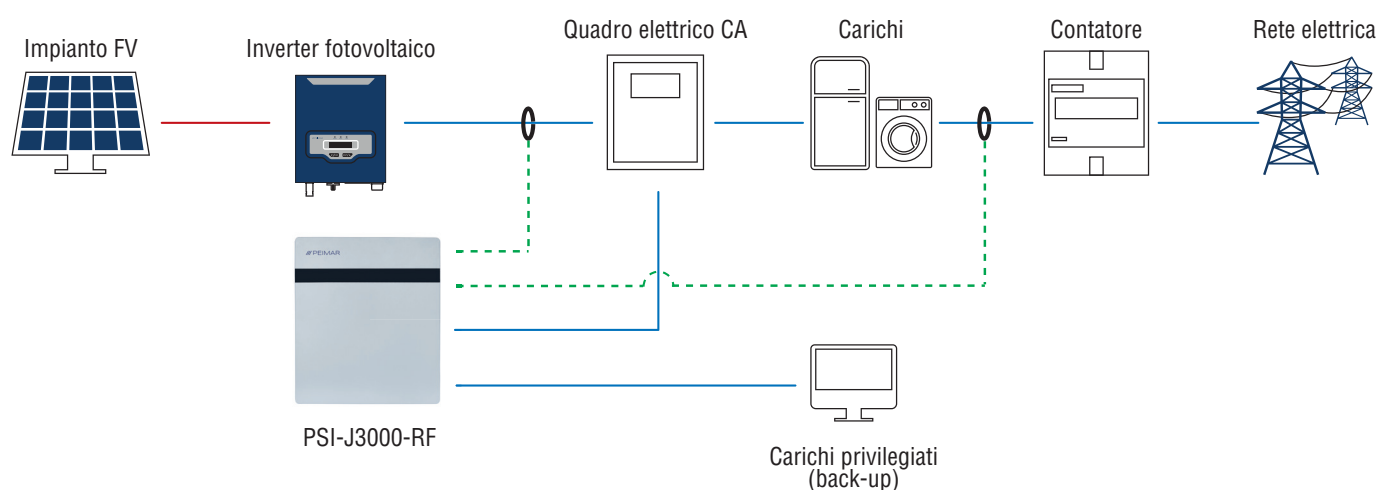 Impianto FV
Inverter fotovoltaico
Quadro elettrico CA
Carichi
Contatore
Rete elettrica
PEIMAR
PSI-J3000-RF
Carichi privilegiati
(back-up)